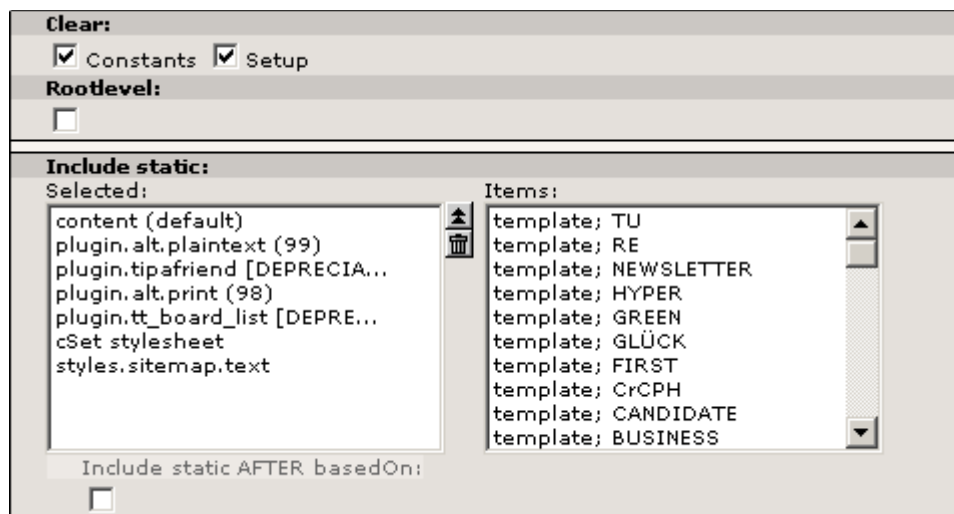 Clear:
Constants Setup
Rootlevel:
Include static:
Selected: Items:
content (default)
plugin.alt.plaintext (99)
plugin.tipafriend [DEPRECIA...
plugin.alt.print (98)
plugin.tt_board_list [DEPRE...
cSet stylesheet
styles.sitemap.text
template; TU
template; RE
template; NEWSLETTER
template; HYPER
template; GREEN
template; GLÜCK
template; FIRST
template; CrCPH
template; CANDIDATE
template; BUSINESS
Include static AFTER basedOn: